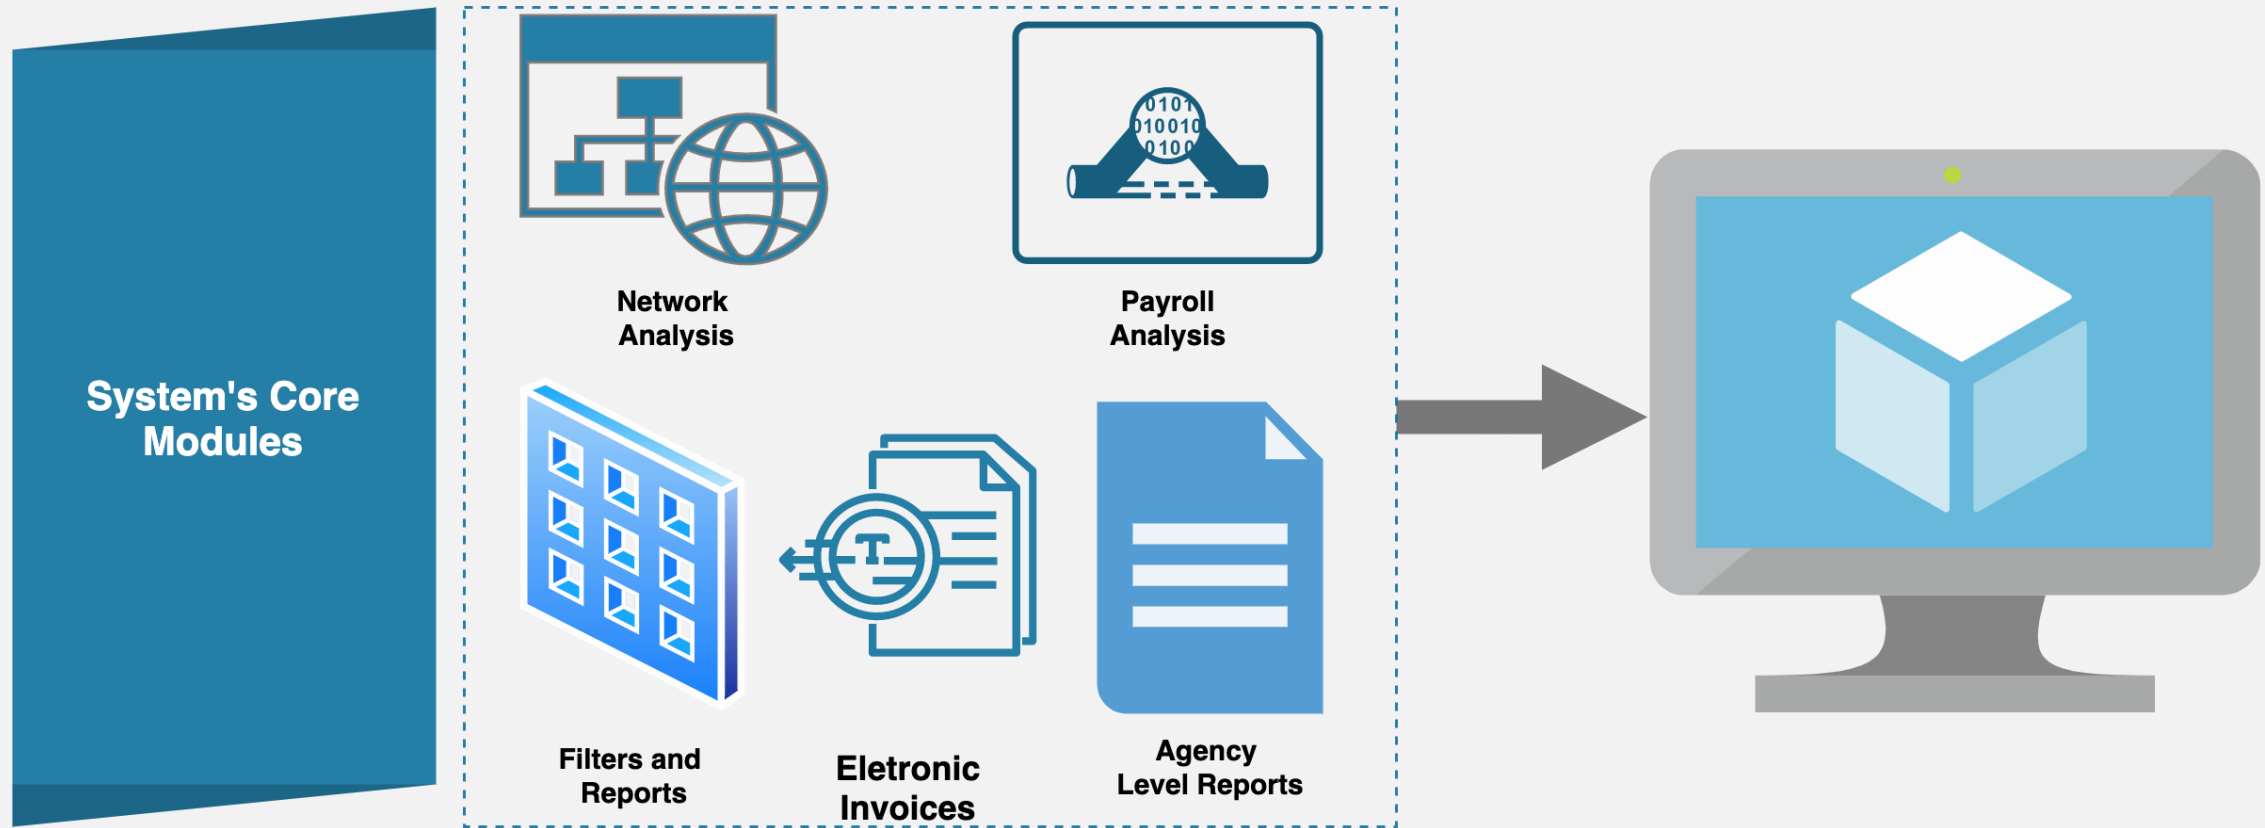 System's Core
Modules
Network
Analysis
Payroll
Analysis
0101
010010
0100
Filters and
Reports
T
Eletronic
Invoices
Agency
Level Reports